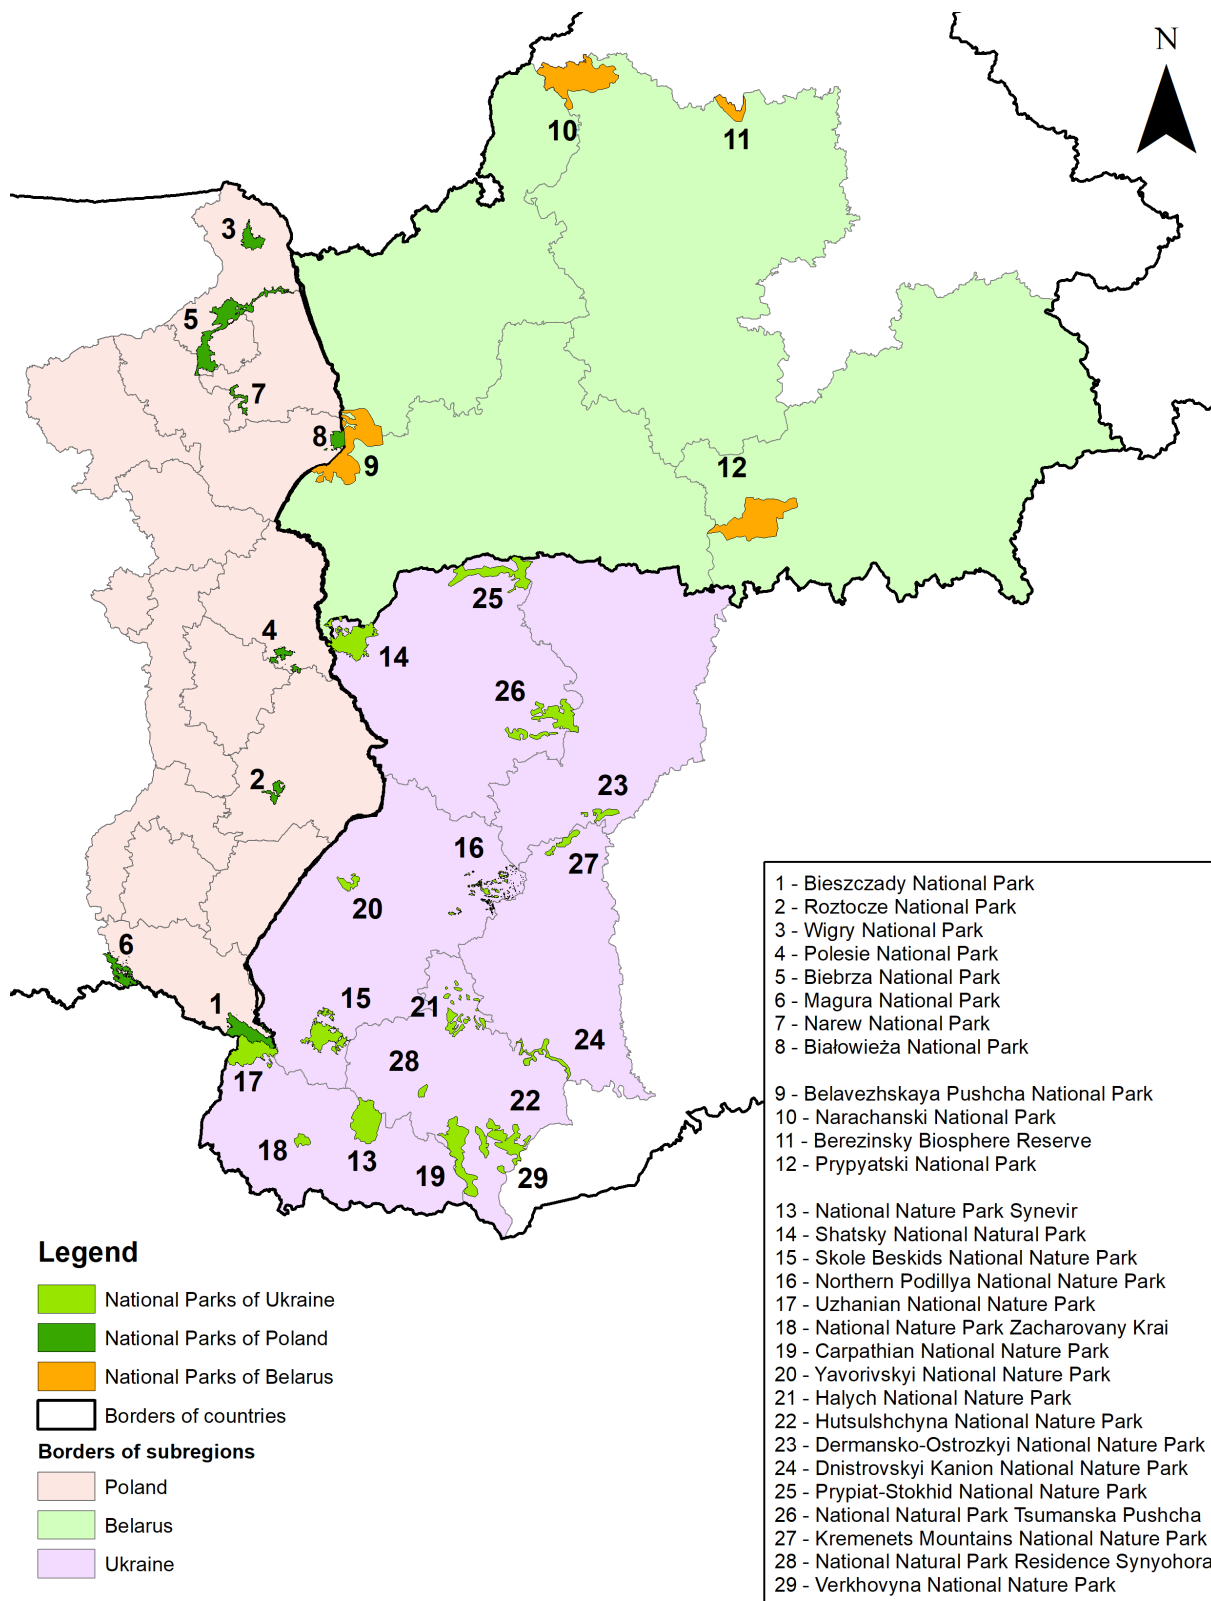 N
10
11
3
5
7
8
9
12
25
4
14
26
2
23
16
27
20
6
1
15
21
24
28
17
22
18
13
19
29
1 - Bieszczady National Park
2 - Roztocze National Park
3 - Wigry National Park
4 - Polesie National Park
5 - Biebrza National Park
6 - Magura National Park
7 - Narew National Park
8 - Białowieża National Park
9 - Belavezhskaya Pushcha National Park
10 - Narachanski National Park
11 - Berezinsky Biosphere Reserve
12 - Prypyatski National Park
13 - National Nature Park Synevir
14 - Shatsky National Natural Park
15 - Skole Beskids National Nature Park
16 - Northern Podillya National Nature Park
17 - Uzhanian National Nature Park
18 - National Nature Park Zacharovany Krai
19 - Carpathian National Nature Park
20 - Yavorivskyi National Nature Park
21 - Halych National Nature Park
22 - Hutsulshchyna National Nature Park
23 - Dermansko-Ostrozkyi National Nature Park
24 - Dnistrovskyi Kanion National Nature Park
25 - Prypiat-Stokhid National Nature Park
26 - National Natural Park Tsumanska Pushcha
27 - Kremenets Mountains National Nature Park
28 - National Natural Park Residence Synyohora
29 - Verkhovyna National Nature Park
Legend
National Parks of Ukraine
National Parks of Poland
National Parks of Belarus
Borders of countries
Borders of subregions
Poland
Belarus
Ukraine